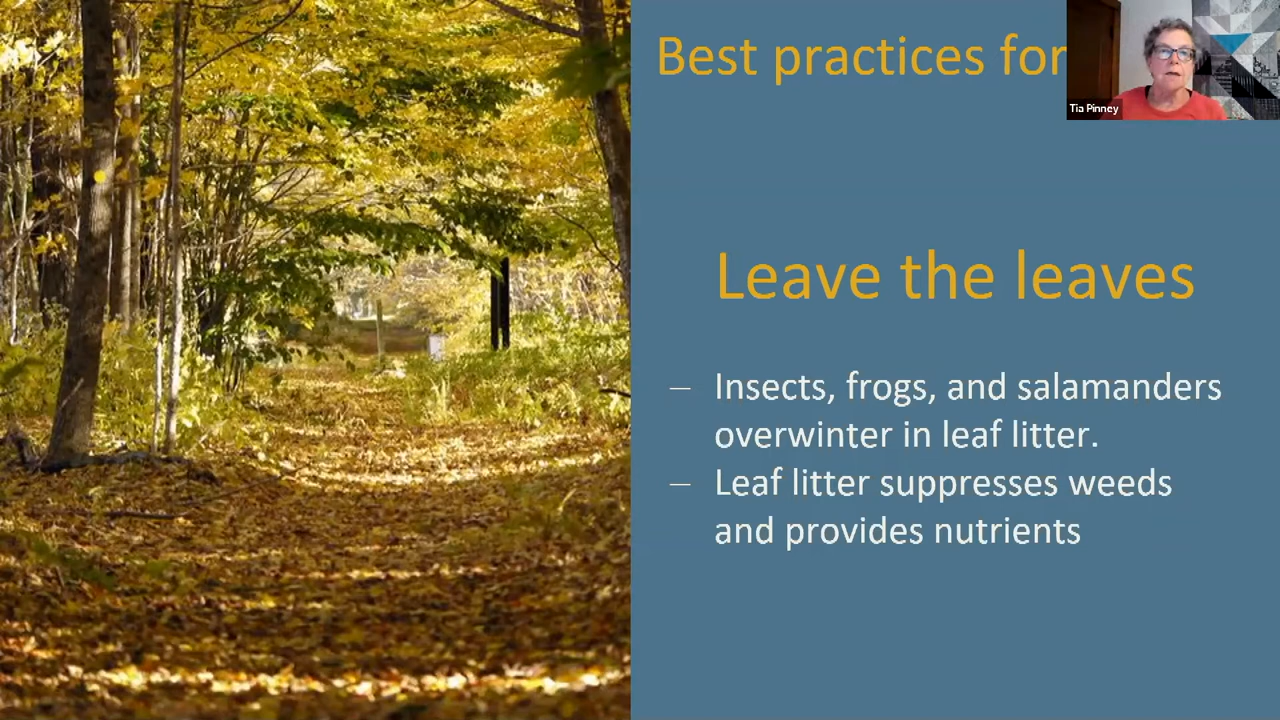 Best practices for
Tia Pinney
Leave the leaves
– Insects, frogs, and salamanders
overwinter in leaf litter.
– Leaf litter suppresses weeds
and provides nutrients